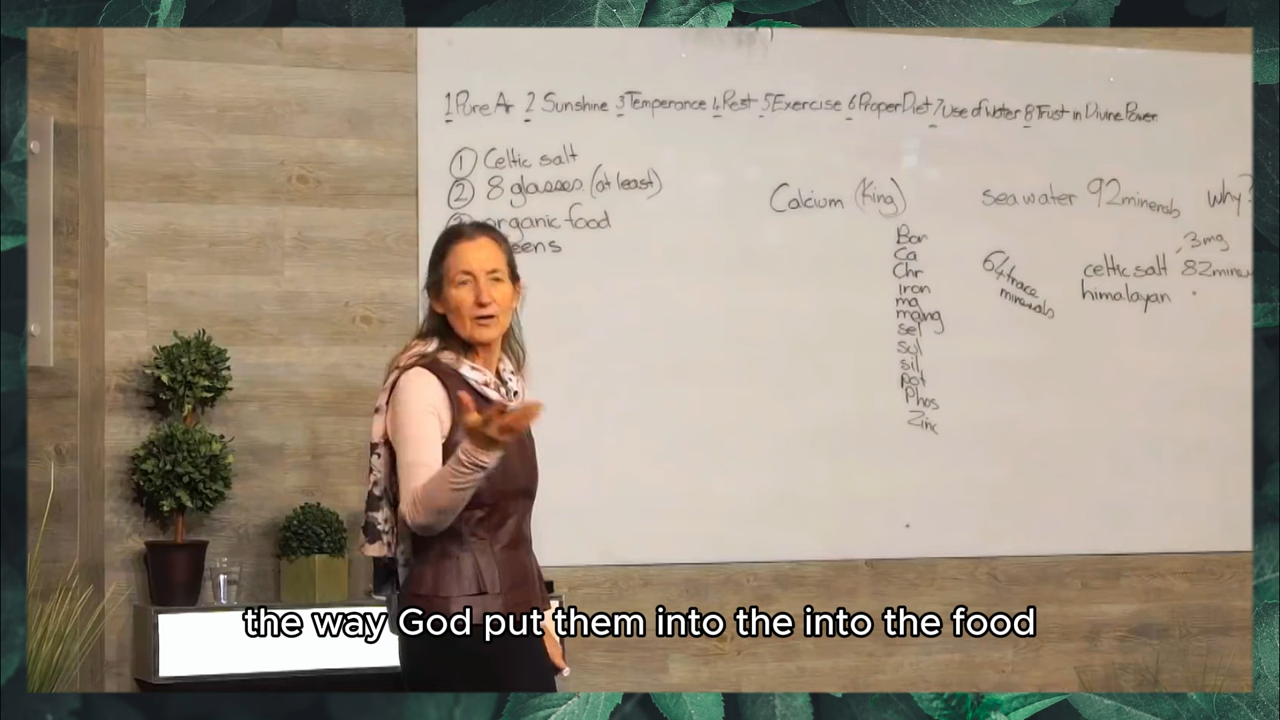 1 Pure Air 2 Sunshine 3 Temperance 4 Rest 5 Exercise 6 Proper Diet 7 Use of Water 8 Trust in Divine Power
① Celtic salt
② 8 glasses (at least)
organic food
eens
Calcium (King)
Bor
Ca
Chr
Iron
ma
mang
sel
sul
sil
pot
Phos
Zinc
sea water 92 minerals why?
64 trace
minerals
3mg
celtic salt 82 miner
himalayan
the way God put them into the into the food